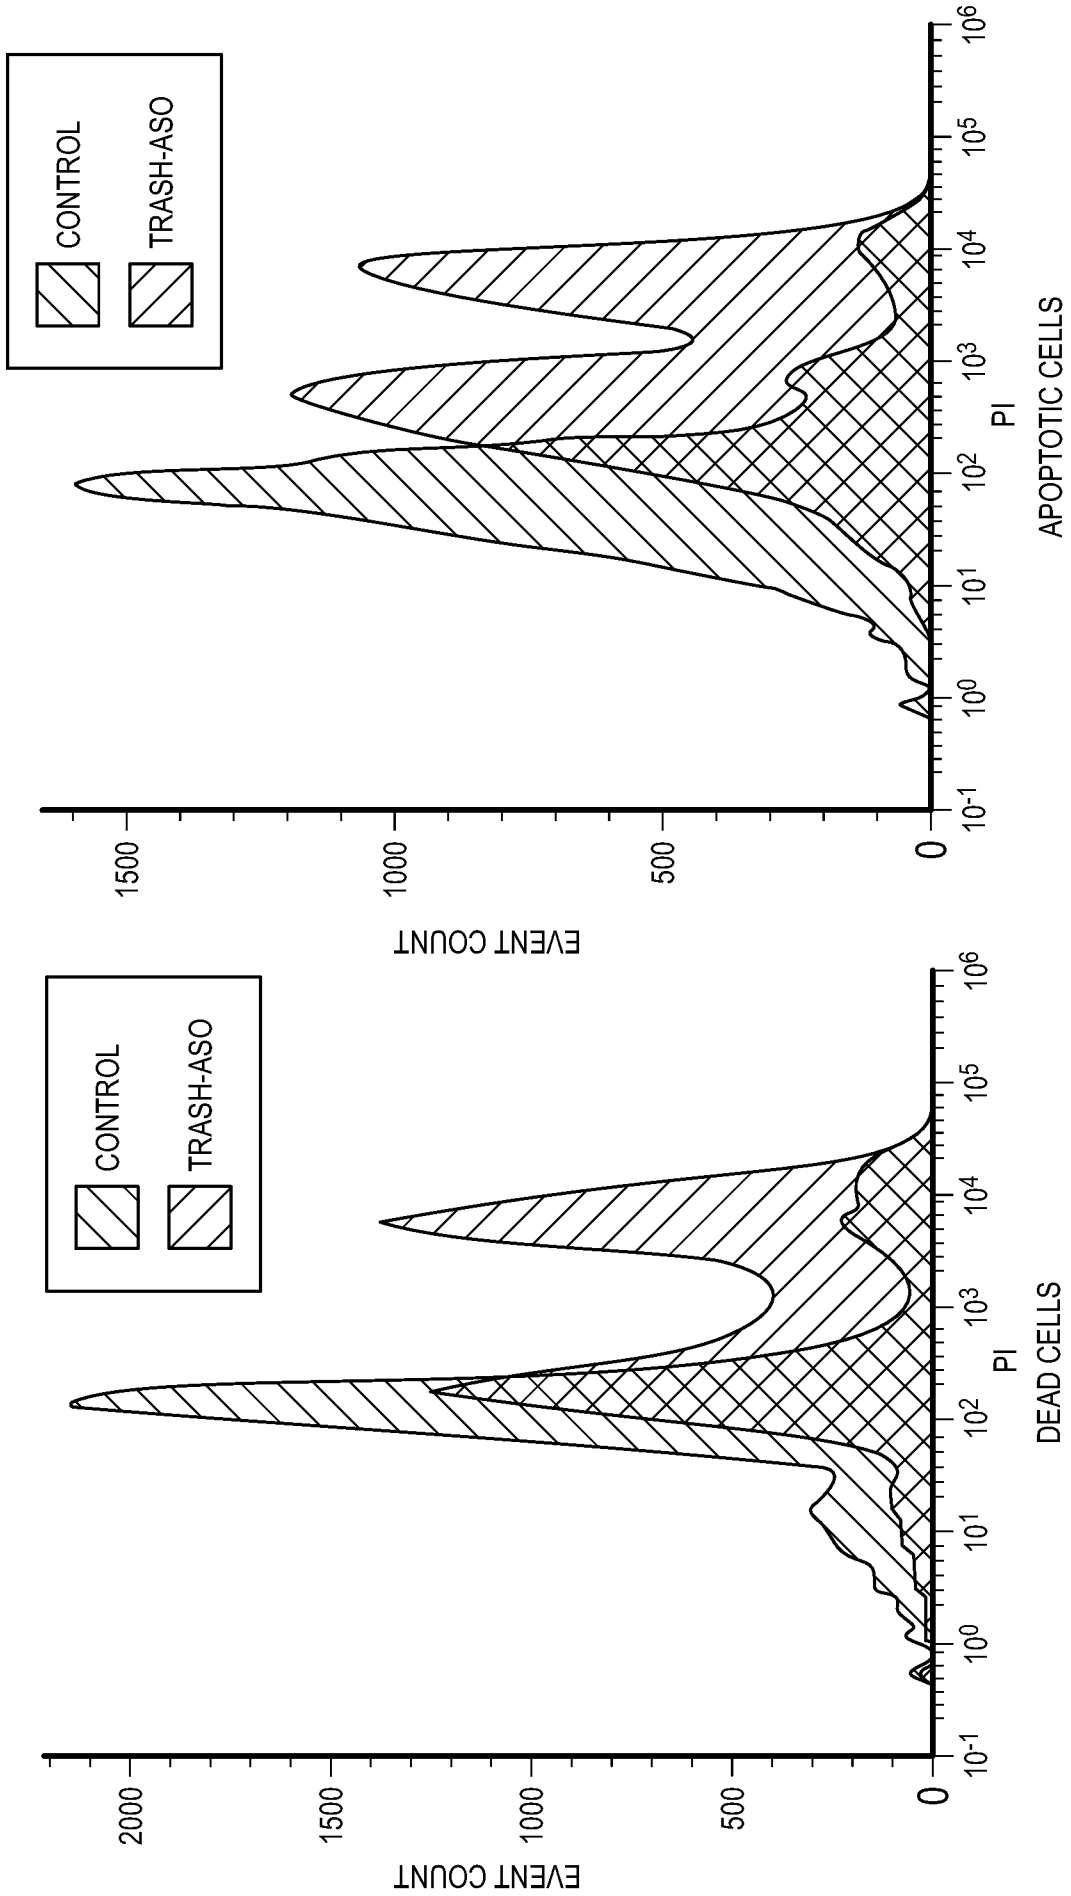 CONTROL
TRASH-ASO
2000
1500
1000
500
0
EVENT COUNT
10-1
100
101
102
103
104
105
106
PI
DEAD CELLS
CONTROL
TRASH-ASO
1500
1000
500
0
EVENT COUNT
10-1
100
101
102
103
104
105
106
PI
APOPTOTIC CELLS